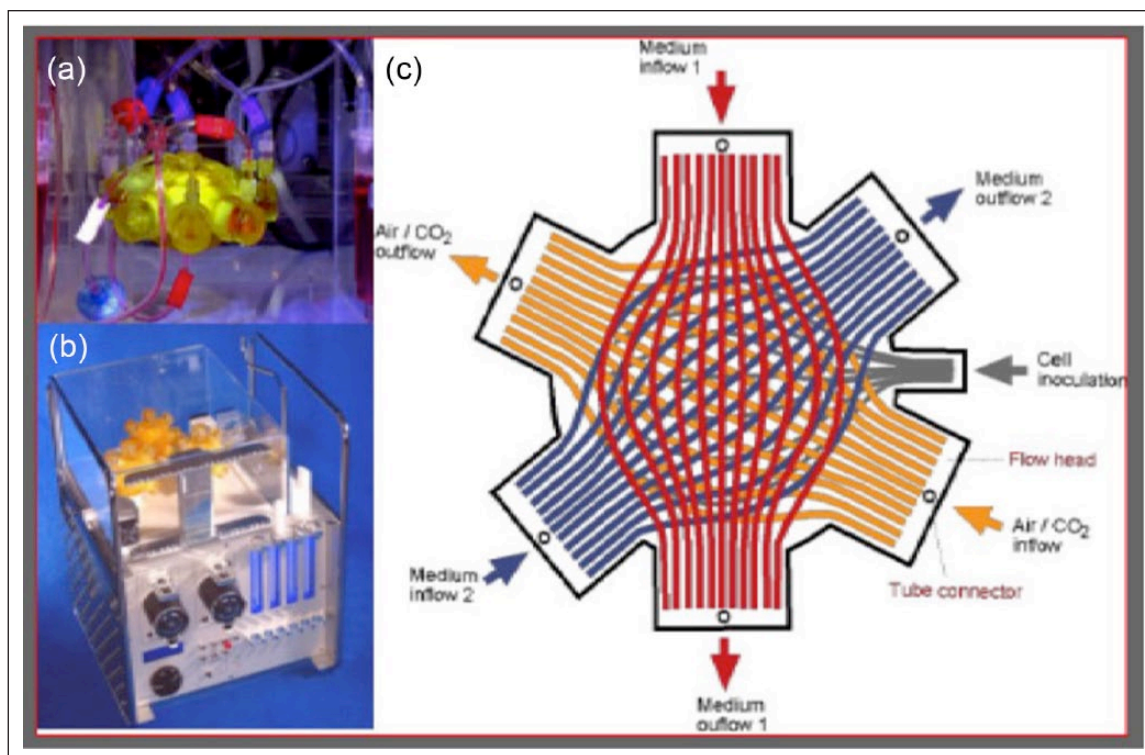 (a)
(b)
(c)
Medium
inflow 1
Medium
outflow 2
Air / CO₂
outflow
Cell
inoculation
Flow head
Air / CO₂
inflow
Medium
inflow 2
Tube connector
Medium
ouflow 1